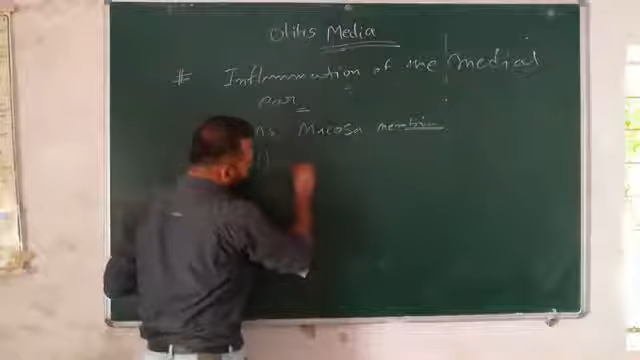 Otitis Media
# Inflammation of the medial
ear
Mucosa membrane